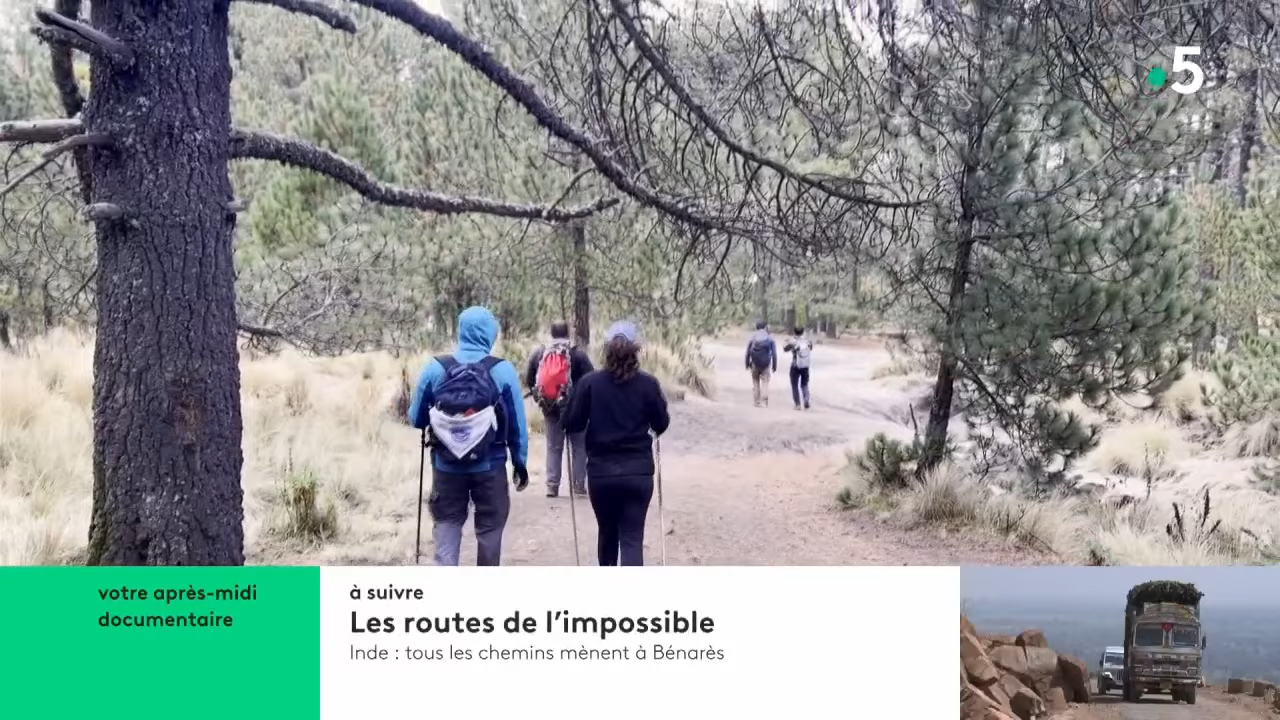 5
votre après-midi
documentaire
à suivre
Les routes de l'impossible
Inde : tous les chemins mènent à Bénarès